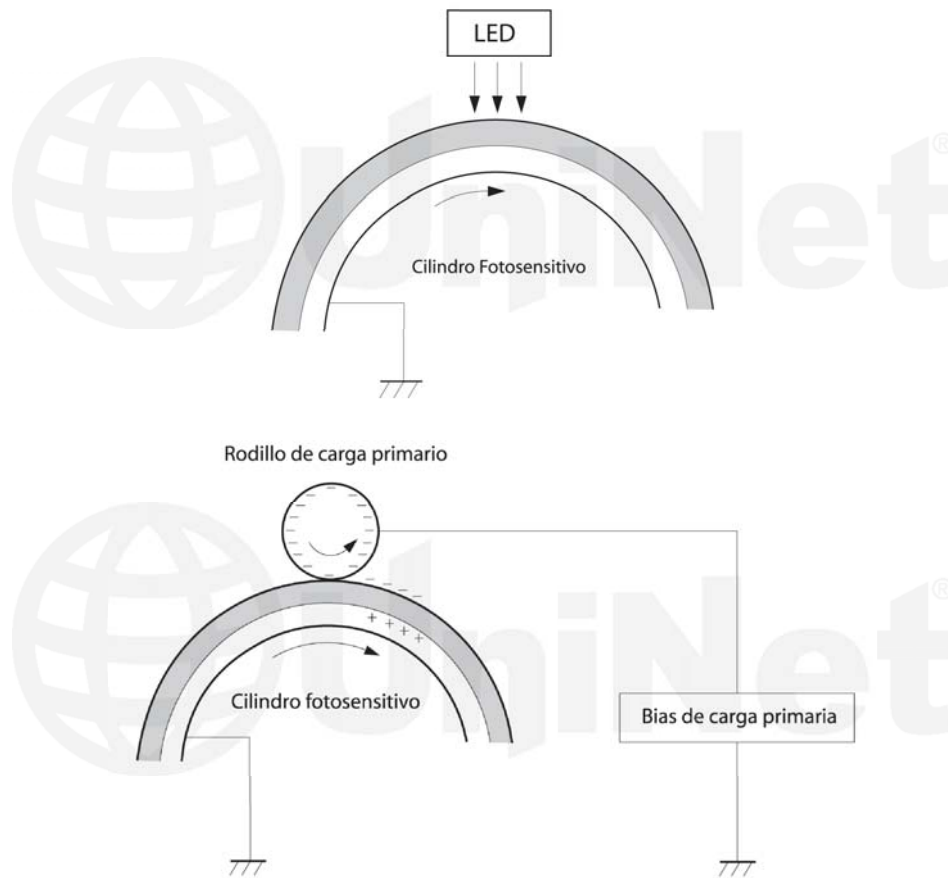 LED
UniNet®
Cilindro Fotosensitivo
Rodillo de carga primario
UniNet®
Cilindro fotosensitivo
Bias de carga primaria